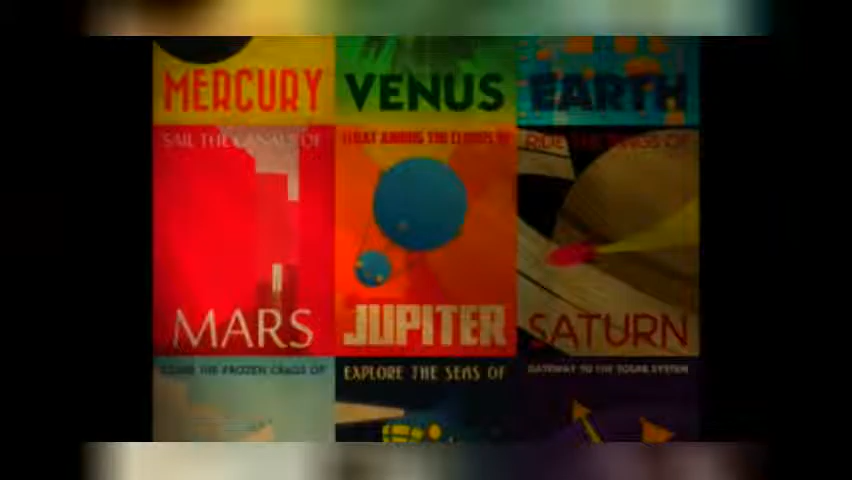 MERCURY
VENUS
EARTH
SAIL THE CANALS OF
MARS
FLOAT AMONG THE CLOUDS OF
JUPITER
RIDE THE RINGS OF
SATURN
CLIMB THE FROZEN CRAGS OF
EXPLORE THE SEAS OF
GATEWAY TO THE SOLAR SYSTEM